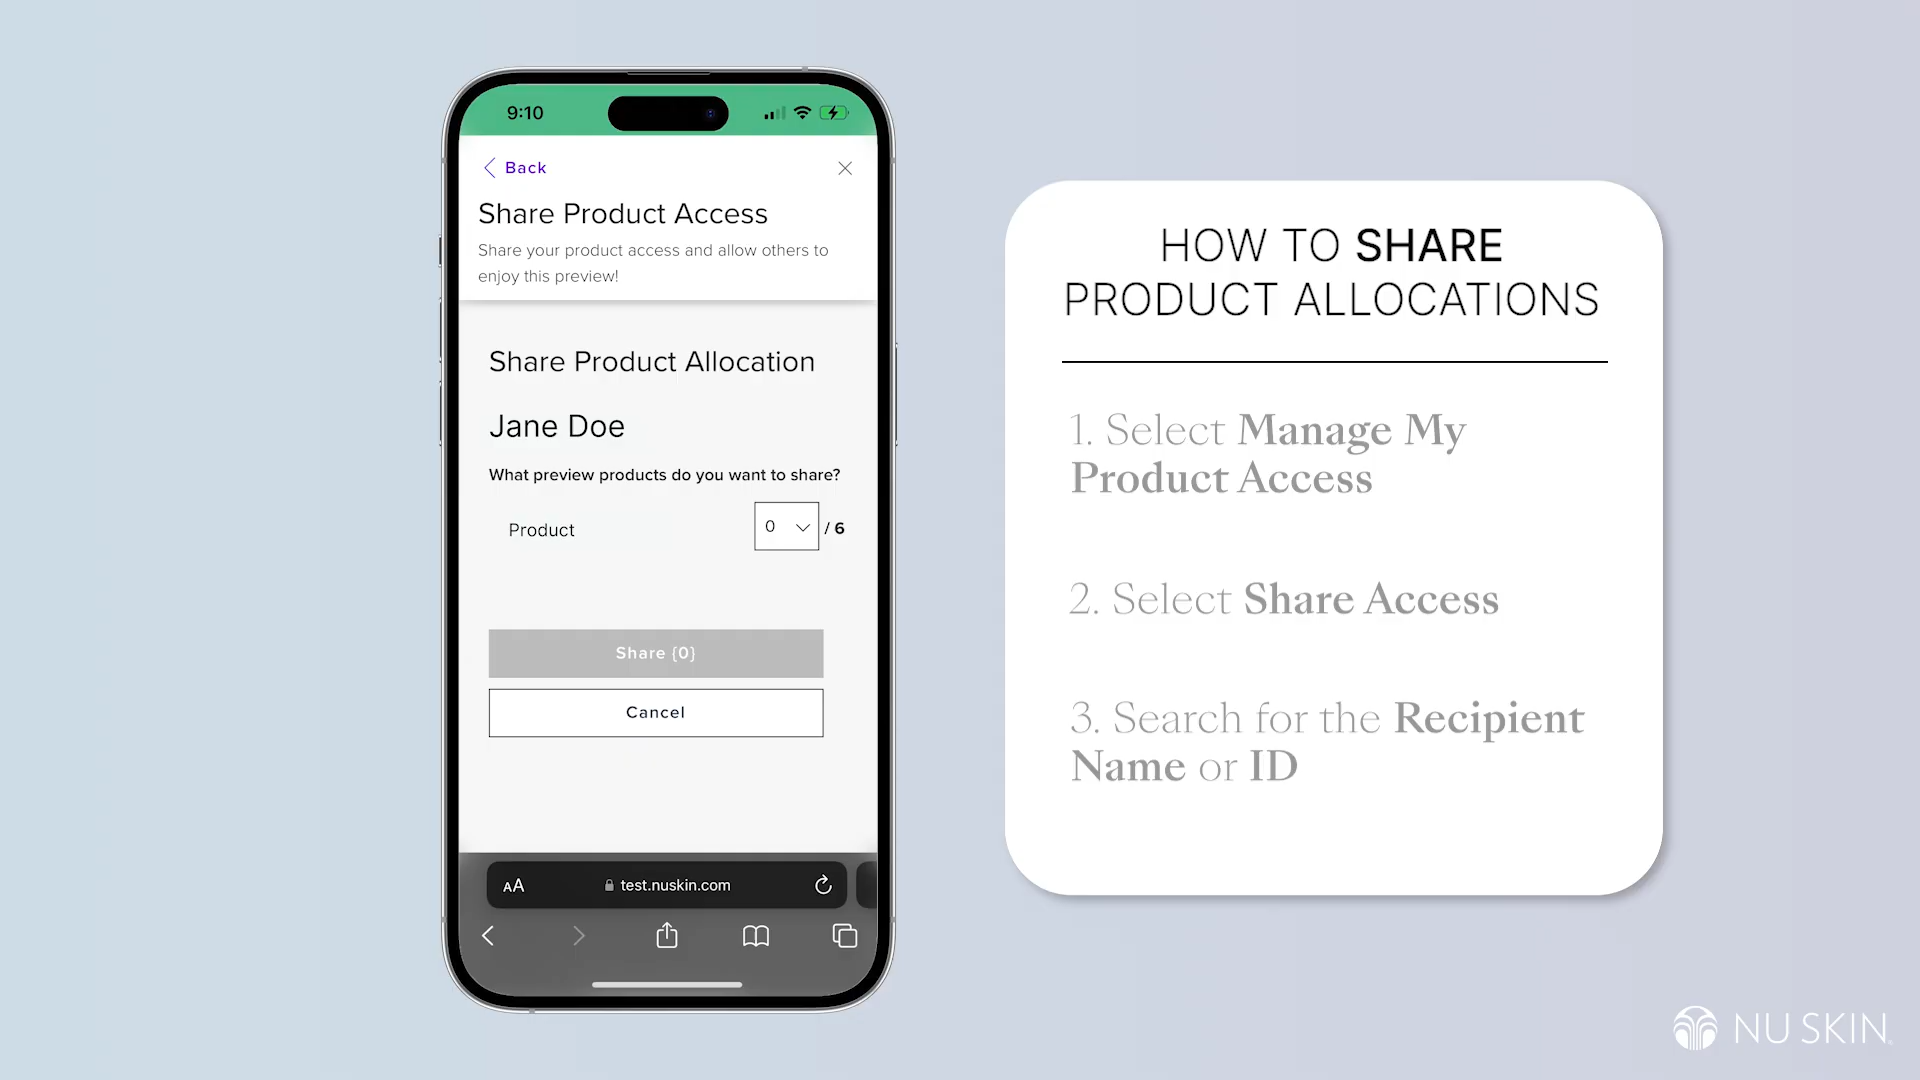 9:10
Back
Share Product Access
Share your product access and allow others to
enjoy this preview!
Share Product Allocation
Jane Doe
What preview products do you want to share?
Product 0 / 6
Share {0}
Cancel
AA test.nuskin.com
HOW TO SHARE
PRODUCT ALLOCATIONS
1. Select Manage My
Product Access
2. Select Share Access
3. Search for the Recipient
Name or ID
NU SKIN